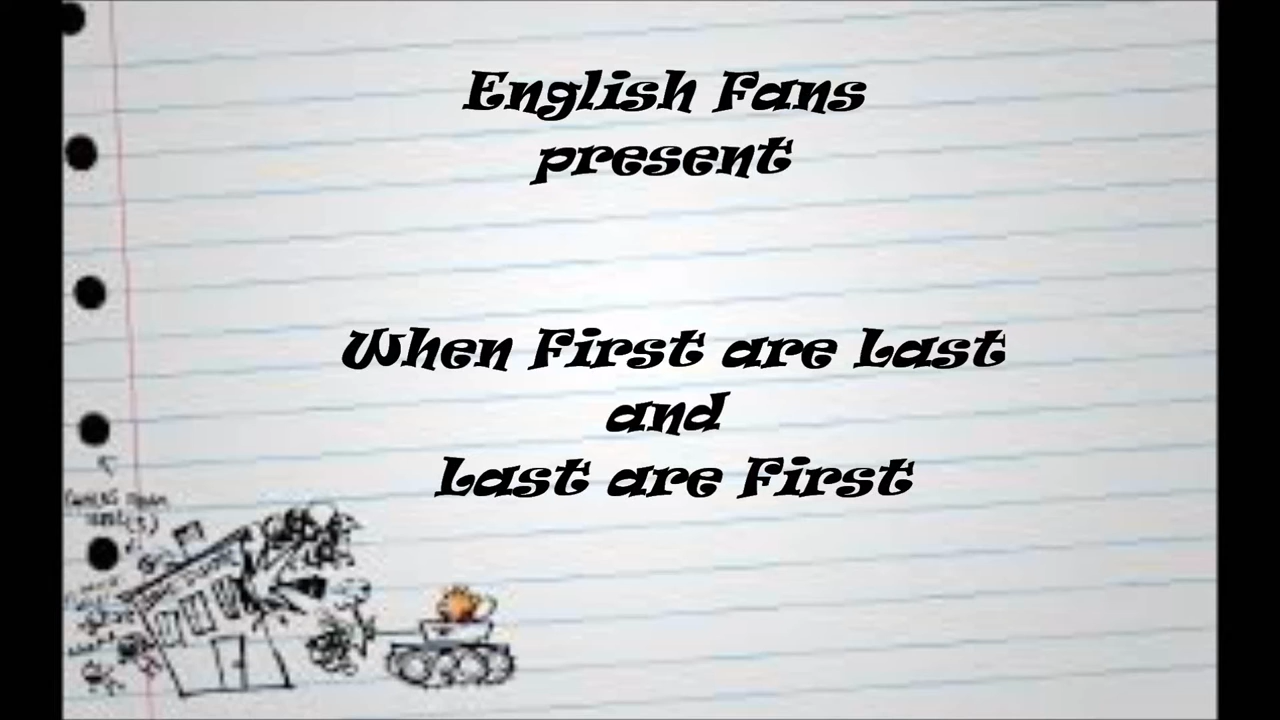 English Fans
present
When First are Last
and
Last are First